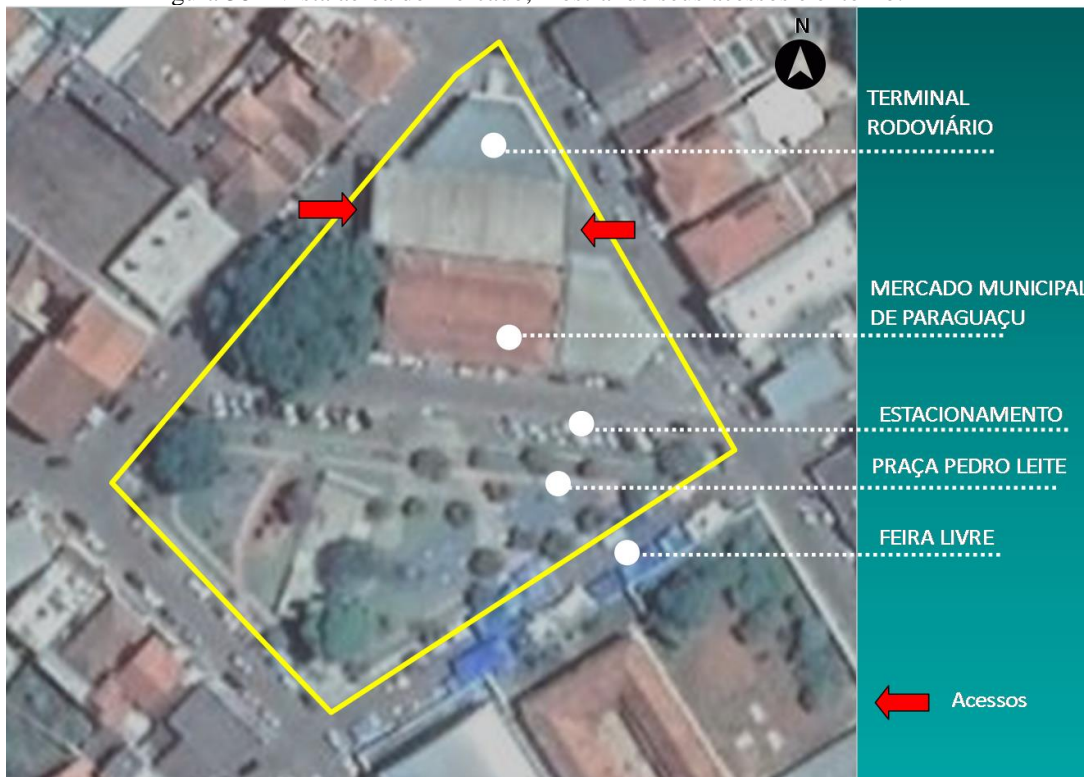 N
TERMINAL
RODOVIÁRIO
MERCADO MUNICIPAL
DE PARAGUAÇU
ESTACIONAMENTO
PRAÇA PEDRO LEITE
FEIRA LIVRE
Acessos